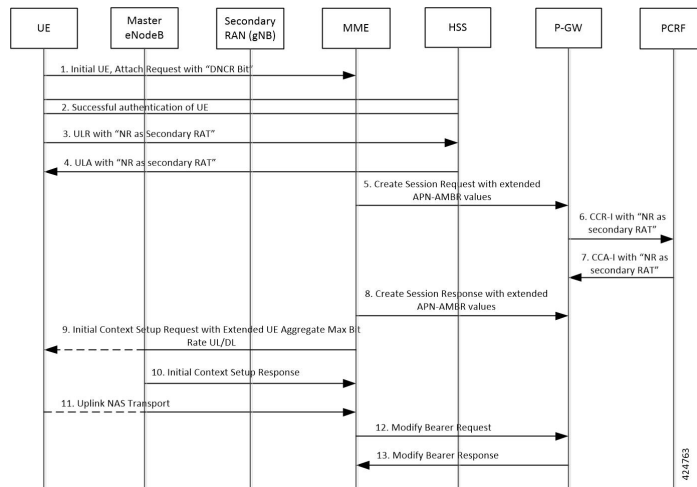 UE
Master
eNodeB
Secondary
RAN (gNB)
MME
HSS
P-GW
PCRF
1. Initial UE, Attach Request with “DNCR Bit”
2. Successful authentication of UE
3. ULR with “NR as Secondary RAT”
4. ULA with “NR as secondary RAT”
5. Create Session Request with extended
APN-AMBR values
6. CCR-I with “NR as
secondary RAT”
7. CCA-I with “NR as
secondary RAT”
8. Create Session Response with extended
APN-AMBR values
9. Initial Context Setup Request with Extended UE Aggregate Max Bit
Rate UL/DL
10. Initial Context Setup Response
11. Uplink NAS Transport
12. Modify Bearer Request
13. Modify Bearer Response
424763